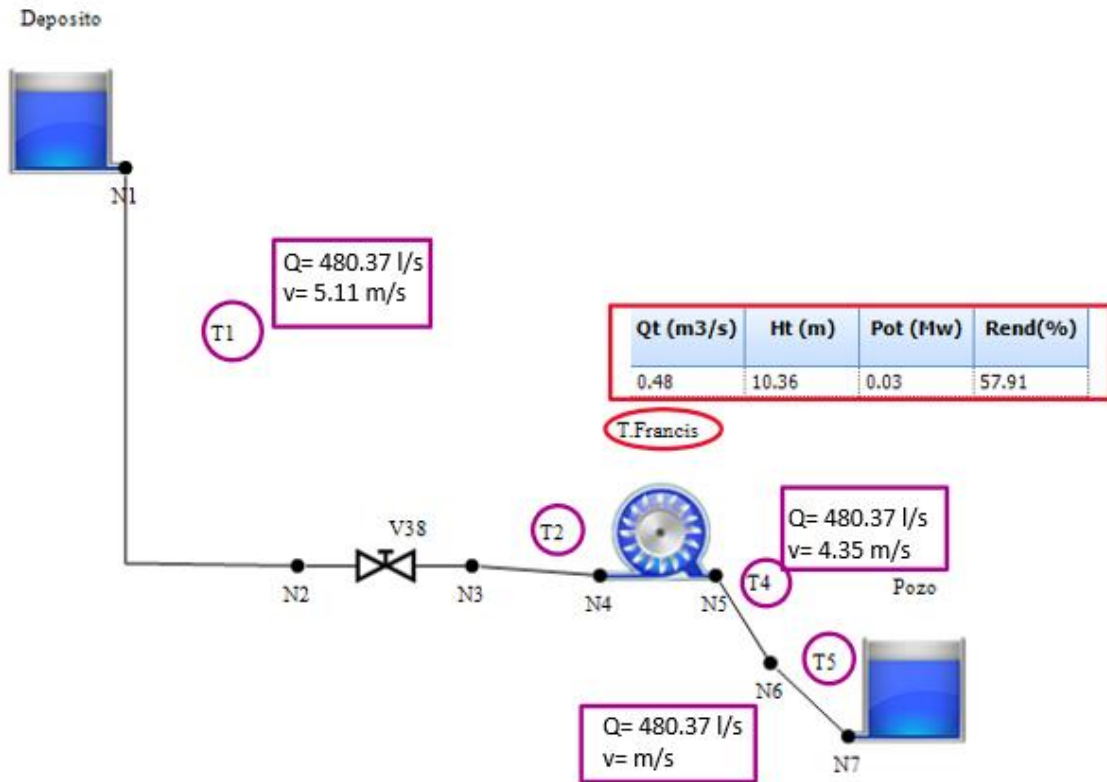 Deposito
N1
Q= 480.37 l/s
v= 5.11 m/s
T1
Qt (m3/s) Ht (m) Pot (Mw) Rend(%)
0.48 10.36 0.03 57.91
T.Francis
V38
T2
Q= 480.37 l/s
v= 4.35 m/s
N2
N3
N4
N5
T4
Pozo
T5
N6
Q= 480.37 l/s
v= m/s
N7